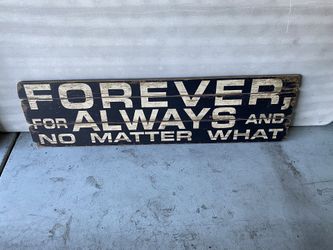 FOREVER,
FOR ALWAYS AND
NO MATTER WHAT